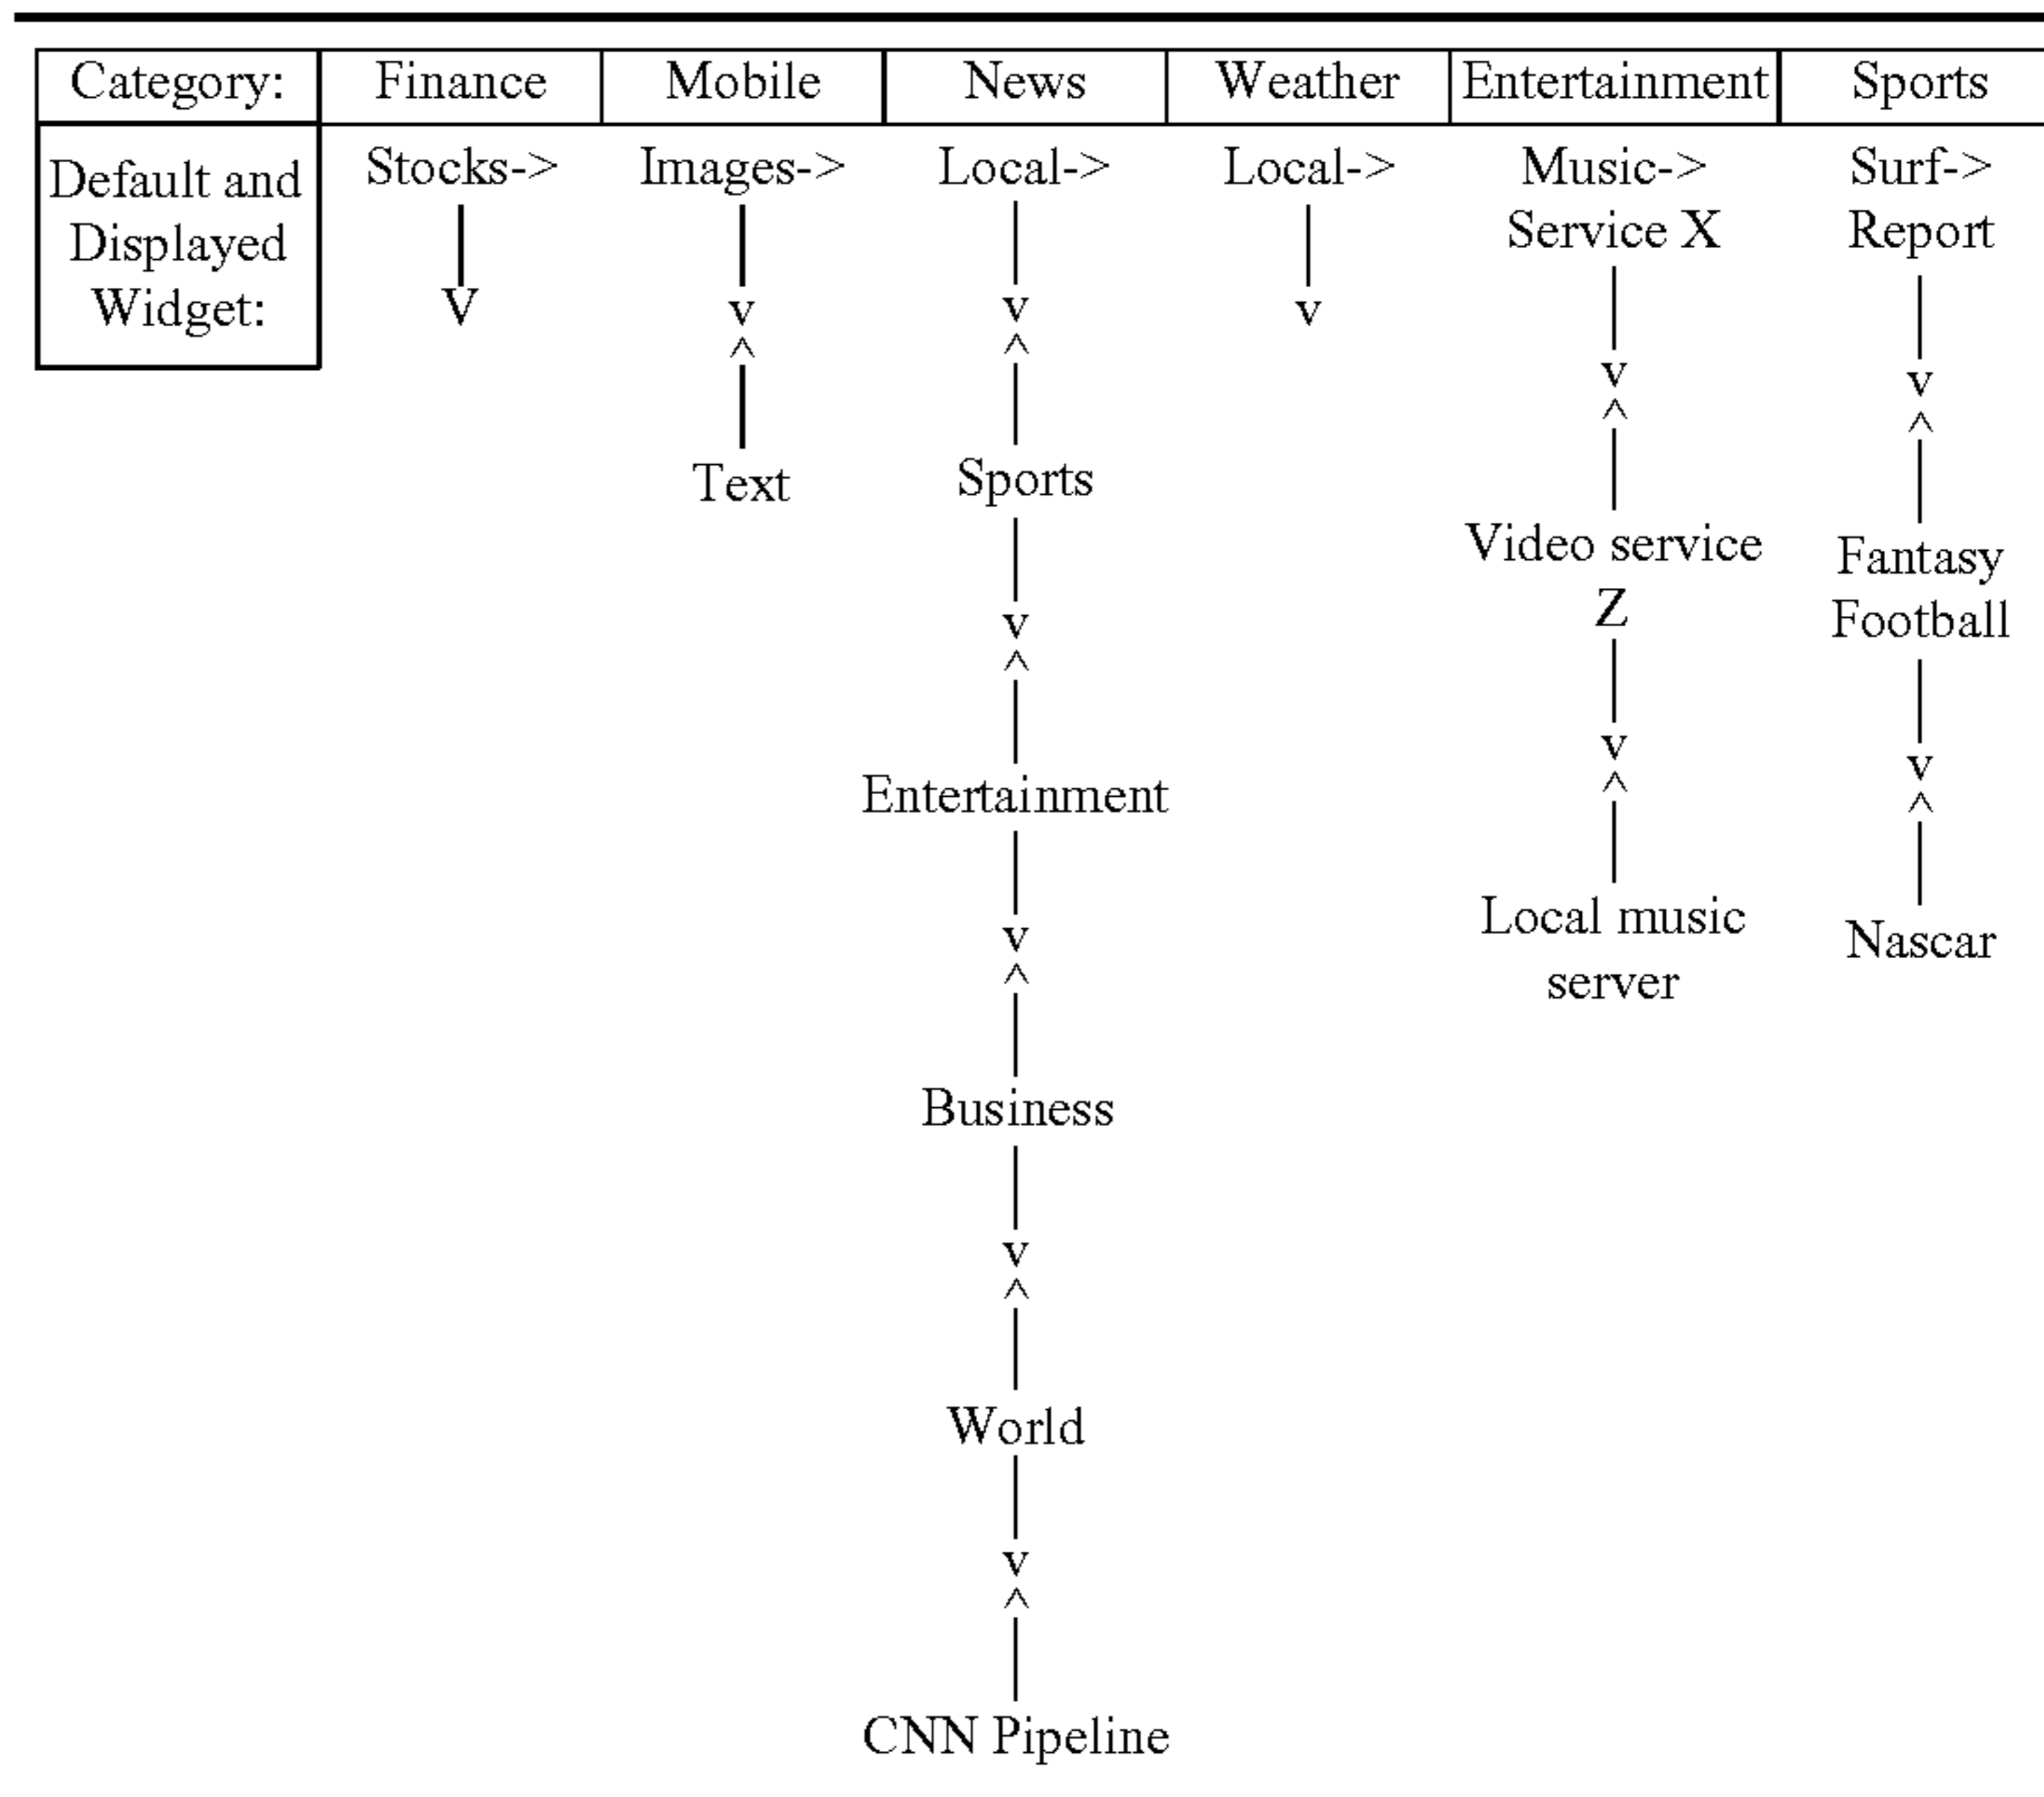 Category: Finance Mobile News Weather Entertainment Sports
Default and Displayed Widget: Stocks-> Images-> Local-> Local-> Music-> Service X Surf-> Report
V v v v v v
^ ^ ^ ^
Text Sports Video service Z Fantasy Football
v v v
^ ^ ^
Entertainment Local music server Nascar
v
^
Business
v
^
World
v
^
CNN Pipeline